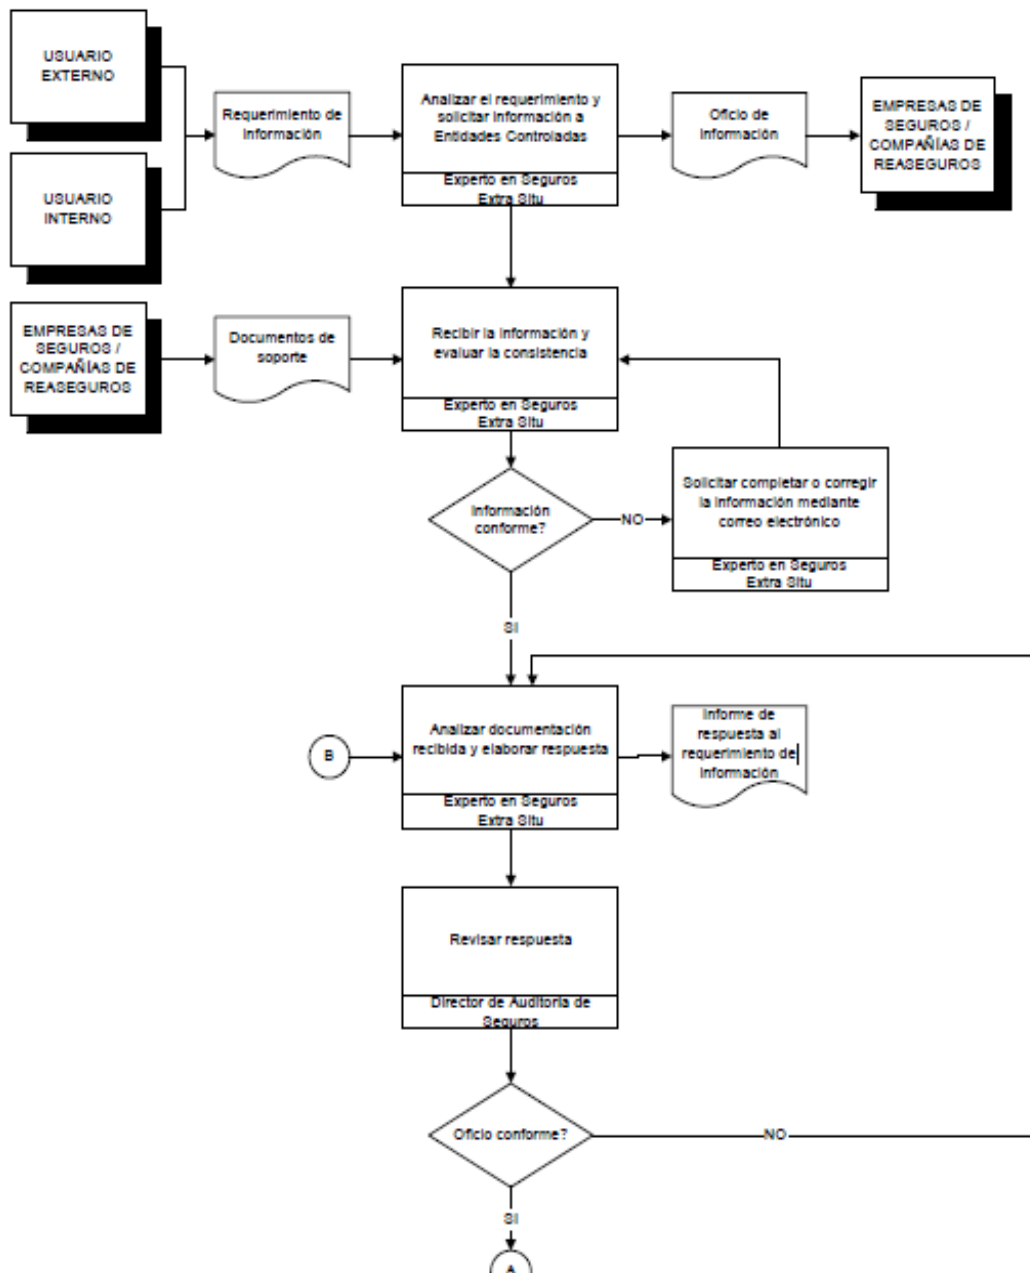 USUARIO
EXTERNO
Requerimiento de
información
Analizar el requerimiento y
solicitar información a
Entidades Controladas
Experto en Seguros
Extra Situ
Oficio de
información
EMPRESAS DE
SEGUROS /
COMPAÑÍAS DE
REASEGUROS
USUARIO
INTERNO
EMPRESAS DE
SEGUROS /
COMPAÑÍAS DE
REASEGUROS
Documentos de
soporte
Recibir la información y
evaluar la consistencia
Experto en Seguros
Extra Situ
Información
conforme?
NO
Solicitar completar o corregir
la información mediante
correo electrónico
Experto en Seguros
Extra Situ
SI
B
Analizar documentación
recibida y elaborar respuesta
Experto en Seguros
Extra Situ
Informe de
respuesta al
requerimiento de
información
Revisar respuesta
Director de Auditoría de
Seguros
Oficio conforme?
NO
SI
A